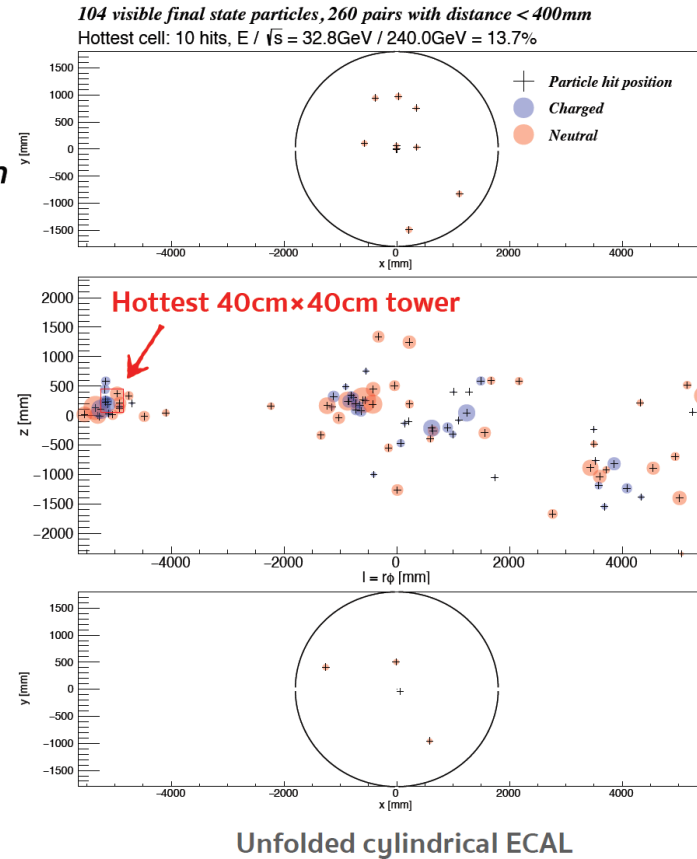 104 visible final state particles, 260 pairs with distance < 400mm
Hottest cell: 10 hits, E / √s = 32.8GeV / 240.0GeV = 13.7%
n
y [mm]
1500
1000
500
0
−500
−1000
−1500
Particle hit position
Charged
Neutral
−4000 −2000 0 2000 4000
x [mm]
Hottest 40cm×40cm tower
z [mm]
2000
1500
1000
500
0
−500
−1000
−1500
−2000
−4000 −2000 0 2000 4000
l = rϕ [mm]
y [mm]
1500
1000
500
0
−500
−1000
−1500
−4000 −2000 0 2000 4000
x [mm]
Unfolded cylindrical ECAL